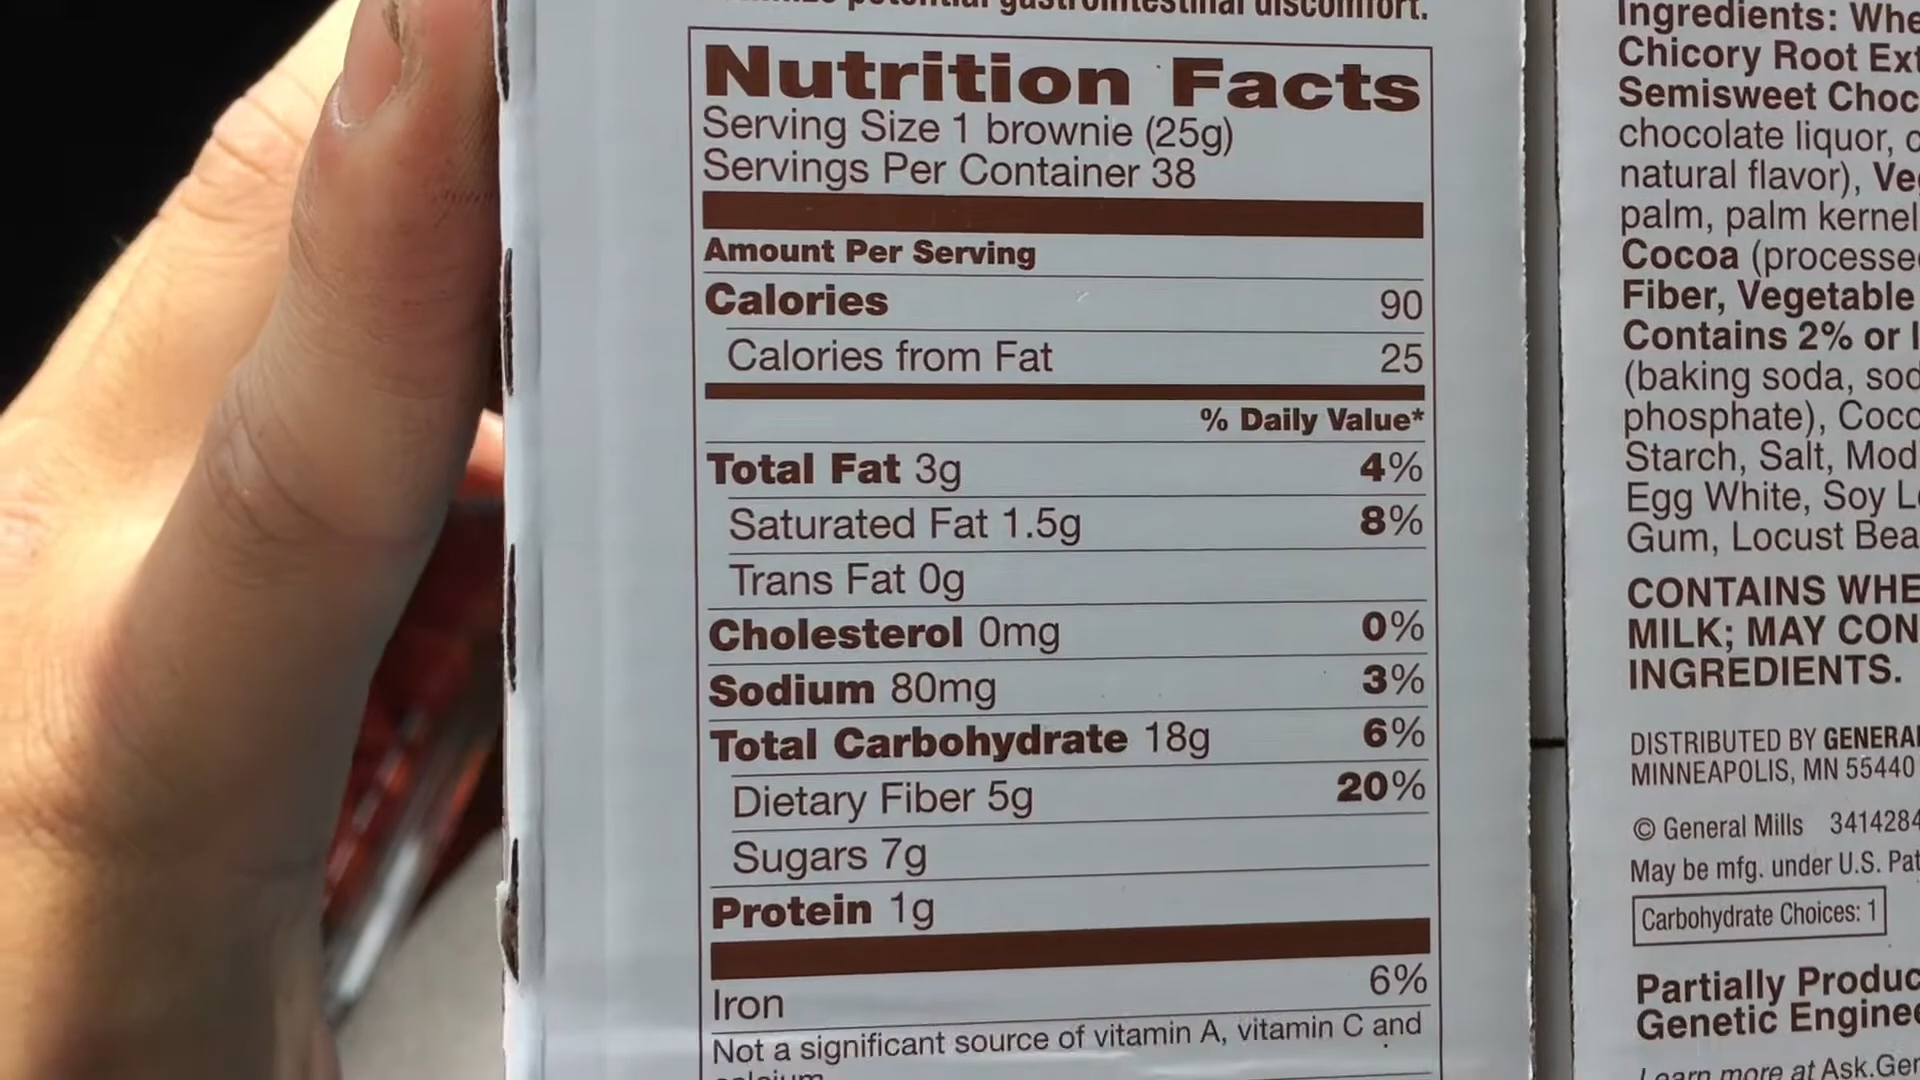 potential gastrointestinal discomfort.
Nutrition Facts
Serving Size 1 brownie (25g)
Servings Per Container 38
Amount Per Serving
Calories 90
Calories from Fat 25
% Daily Value*
Total Fat 3g 4%
Saturated Fat 1.5g 8%
Trans Fat 0g
Cholesterol 0mg 0%
Sodium 80mg 3%
Total Carbohydrate 18g 6%
Dietary Fiber 5g 20%
Sugars 7g
Protein 1g
Iron 6%
Not a significant source of vitamin A, vitamin C and
Ingredients: Whe
Chicory Root Ext
Semisweet Choc
chocolate liquor, c
natural flavor), Ve
palm, palm kernel
Cocoa (processe
Fiber, Vegetable
Contains 2% or l
(baking soda, sod
phosphate), Coco
Starch, Salt, Mod
Egg White, Soy L
Gum, Locust Bea
CONTAINS WHE
MILK; MAY CON
INGREDIENTS.
DISTRIBUTED BY GENERAL
MINNEAPOLIS, MN 55440
© General Mills 3414284
May be mfg. under U.S. Pat
Carbohydrate Choices: 1
Partially Produc
Genetic Enginee
Learn more at Ask.Gen